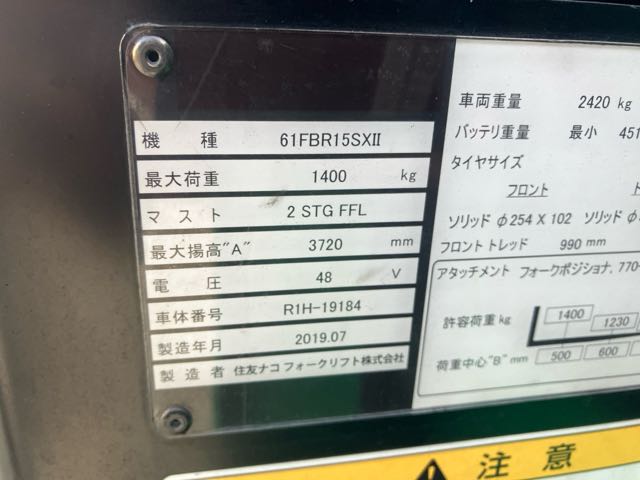 機 種 61FBR15SXII
最大荷重 1400 kg
マスト 2 STG FFL
最大揚高"A" 3720 mm
電 圧 48 V
車体番号 R1H-19184
製造年月 2019.07
製造者 住友ナコ フォークリフト株式会社
車両重量 2420 kg
バッテリ重量 最小 451
タイヤサイズ
フロント
ソリッド φ254 X 102 ソリッド φ
フロント トレッド 990 mm
アタッチメント フォークポジショナ, 770-
許容荷重 kg 1400 1230
荷重中心"B" mm 500 600
注 意